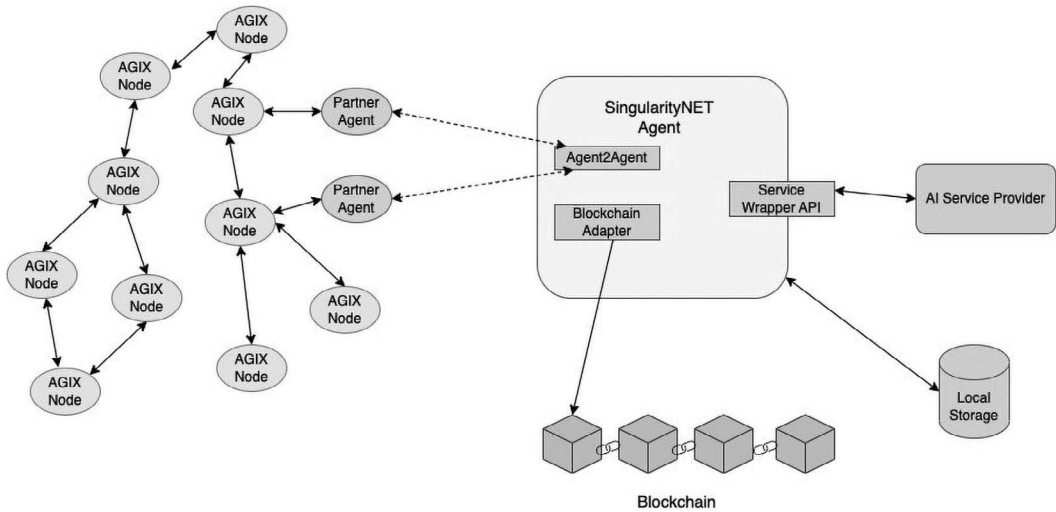 AGIX
Node
AGIX
Node
AGIX
Node
Partner
Agent
AGIX
Node
Partner
Agent
AGIX
Node
AGIX
Node
AGIX
Node
AGIX
Node
AGIX
Node
AGIX
Node
SingularityNET
Agent
Agent2Agent
Blockchain
Adapter
Service
Wrapper API
AI Service Provider
Local
Storage
Blockchain